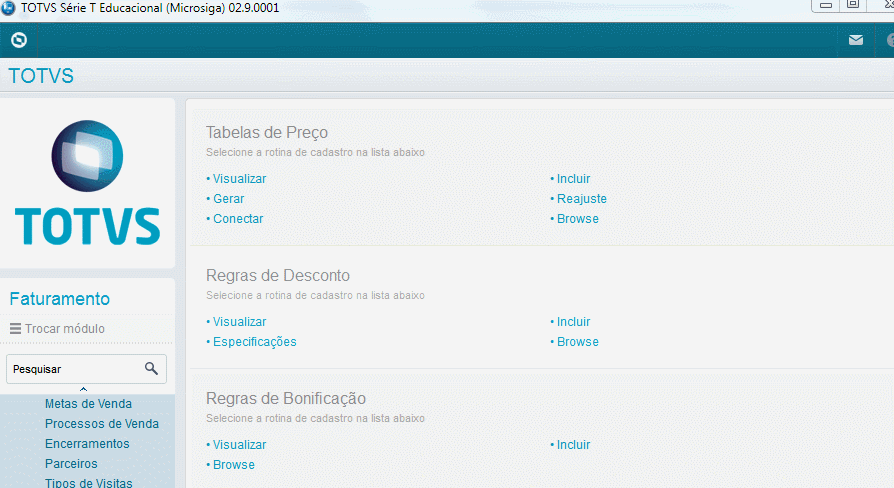 TOTVS Série T Educacional (Microsiga) 02.9.0001
TOTVS
TOTVS
Faturamento
Trocar módulo
Pesquisar
Metas de Venda
Processos de Venda
Encerramentos
Parceiros
Tipos de Visitas
Tabelas de Preço
Selecione a rotina de cadastro na lista abaixo
• Visualizar
• Incluir
• Gerar
• Reajuste
• Conectar
• Browse
Regras de Desconto
Selecione a rotina de cadastro na lista abaixo
• Visualizar
• Incluir
• Especificações
• Browse
Regras de Bonificação
Selecione a rotina de cadastro na lista abaixo
• Visualizar
• Incluir
• Browse